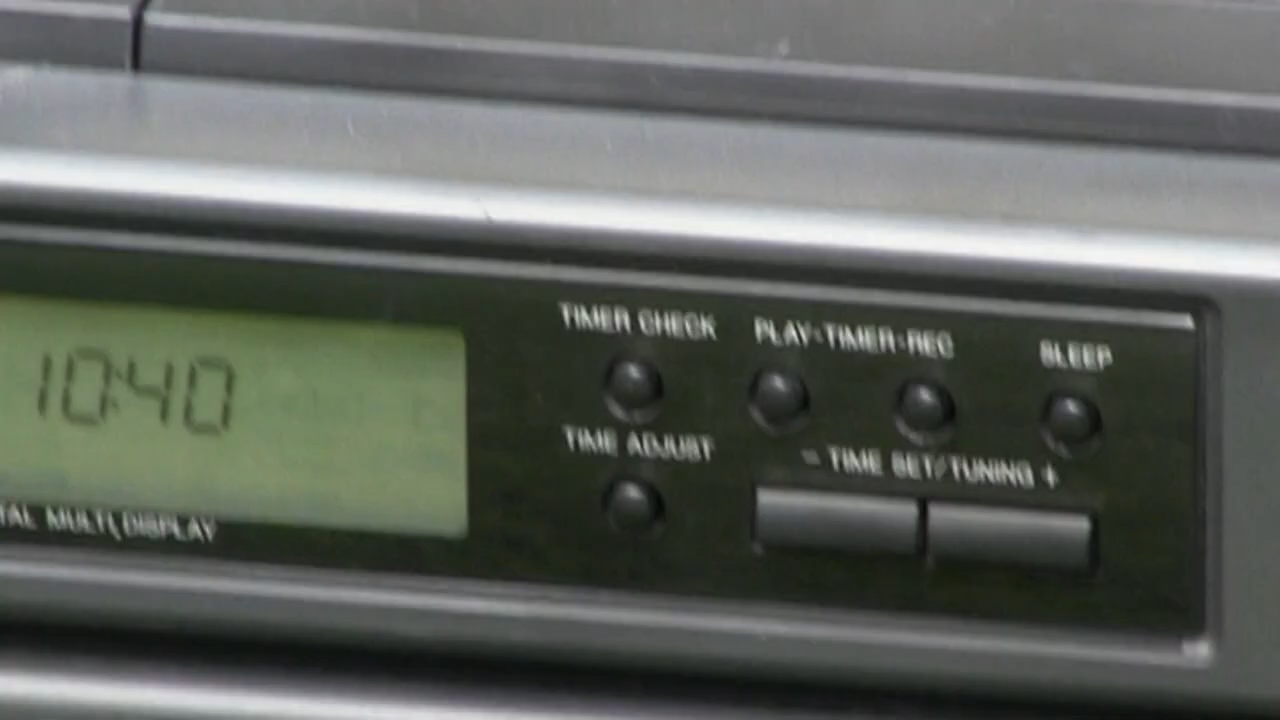 10:40
TAL MULTI DISPLAY
TIMER CHECK
TIME ADJUST
PLAY-TIMER-REC
SLEEP
- TIME SET/TUNING +